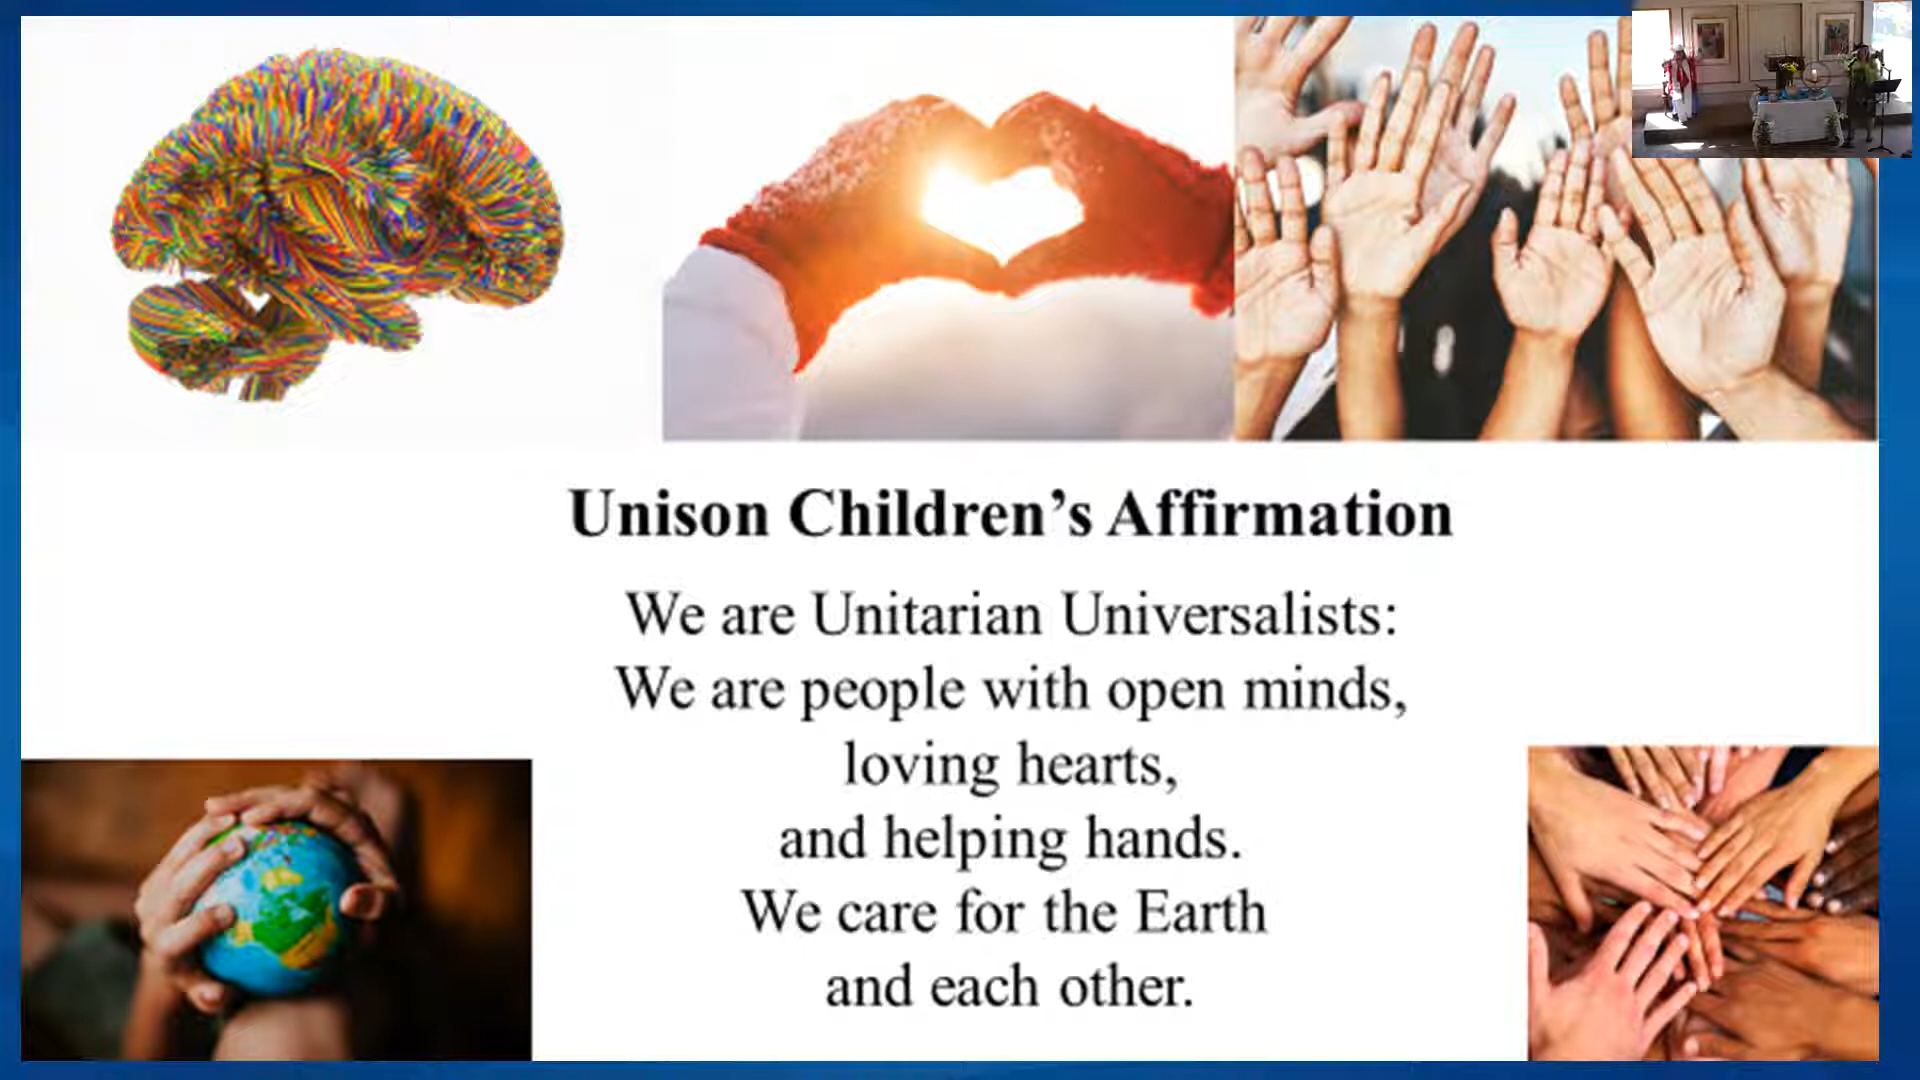 Unison Children’s Affirmation
We are Unitarian Universalists:
We are people with open minds,
loving hearts,
and helping hands.
We care for the Earth
and each other.